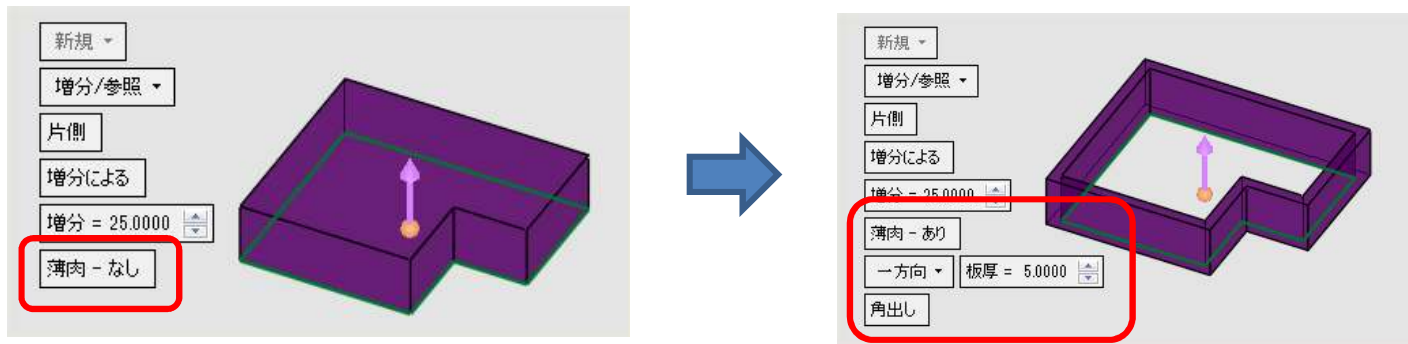 新規
増分/参照
片側
増分による
増分 = 25.0000
薄肉 - なし
新規
増分/参照
片側
増分による
増分 = 25.0000
薄肉 - あり
一方向 板厚 = 5.0000
角出し